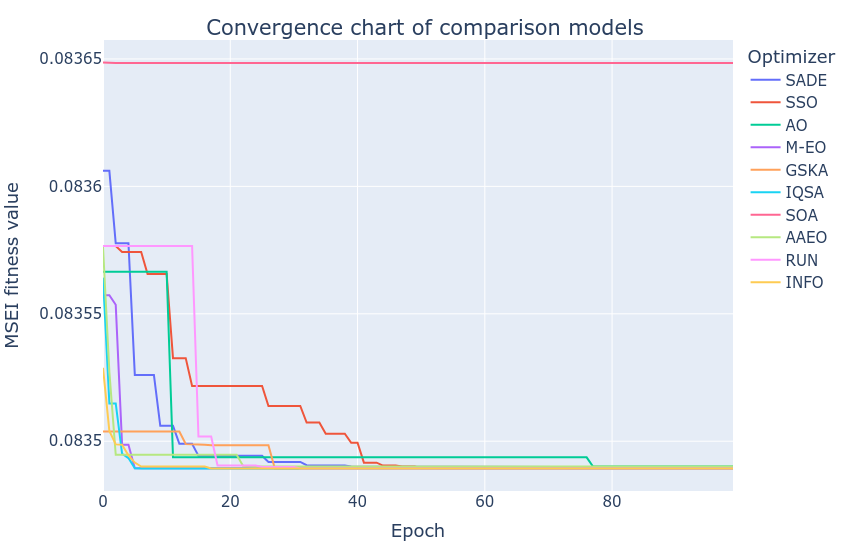 Convergence chart of comparison models
MSEI fitness value
0.08365
0.0836
0.08355
0.0835
0 20 40 60 80
Epoch
Optimizer
SADE
SSO
AO
M-EO
GSKA
IQSA
SOA
AAEO
RUN
INFO